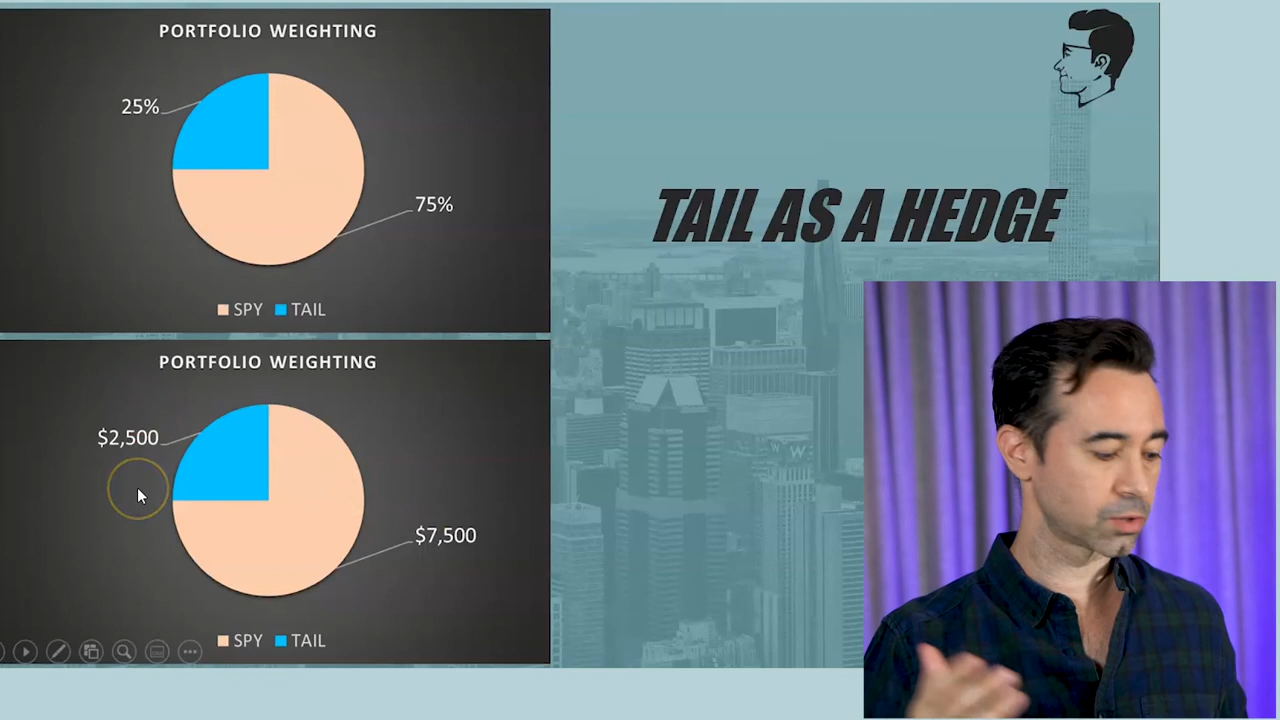 PORTFOLIO WEIGHTING
25%
75%
SPY TAIL
PORTFOLIO WEIGHTING
$2,500
$7,500
SPY TAIL
TAIL AS A HEDGE
W
W